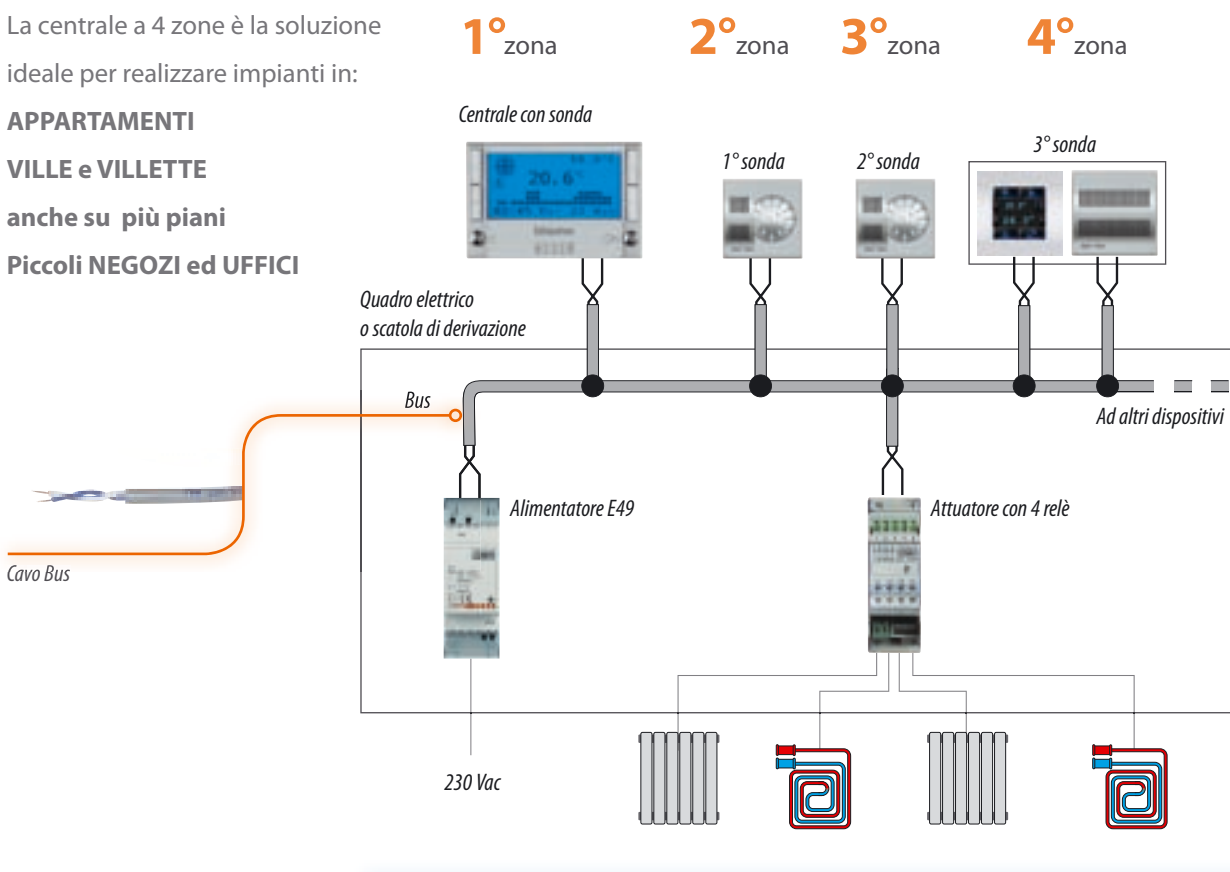 La centrale a 4 zone è la soluzione
ideale per realizzare impianti in:
APPARTAMENTI
VILLE e VILLETTE
anche su più piani
Piccoli NEGOZI ed UFFICI
1° zona
2° zona
3° zona
4° zona
Centrale con sonda
1° sonda
2° sonda
3° sonda
20.6
Quadro elettrico
o scatola di derivazione
Bus
Ad altri dispositivi
Alimentatore E49
Attuatore con 4 relè
Cavo Bus
230 Vac